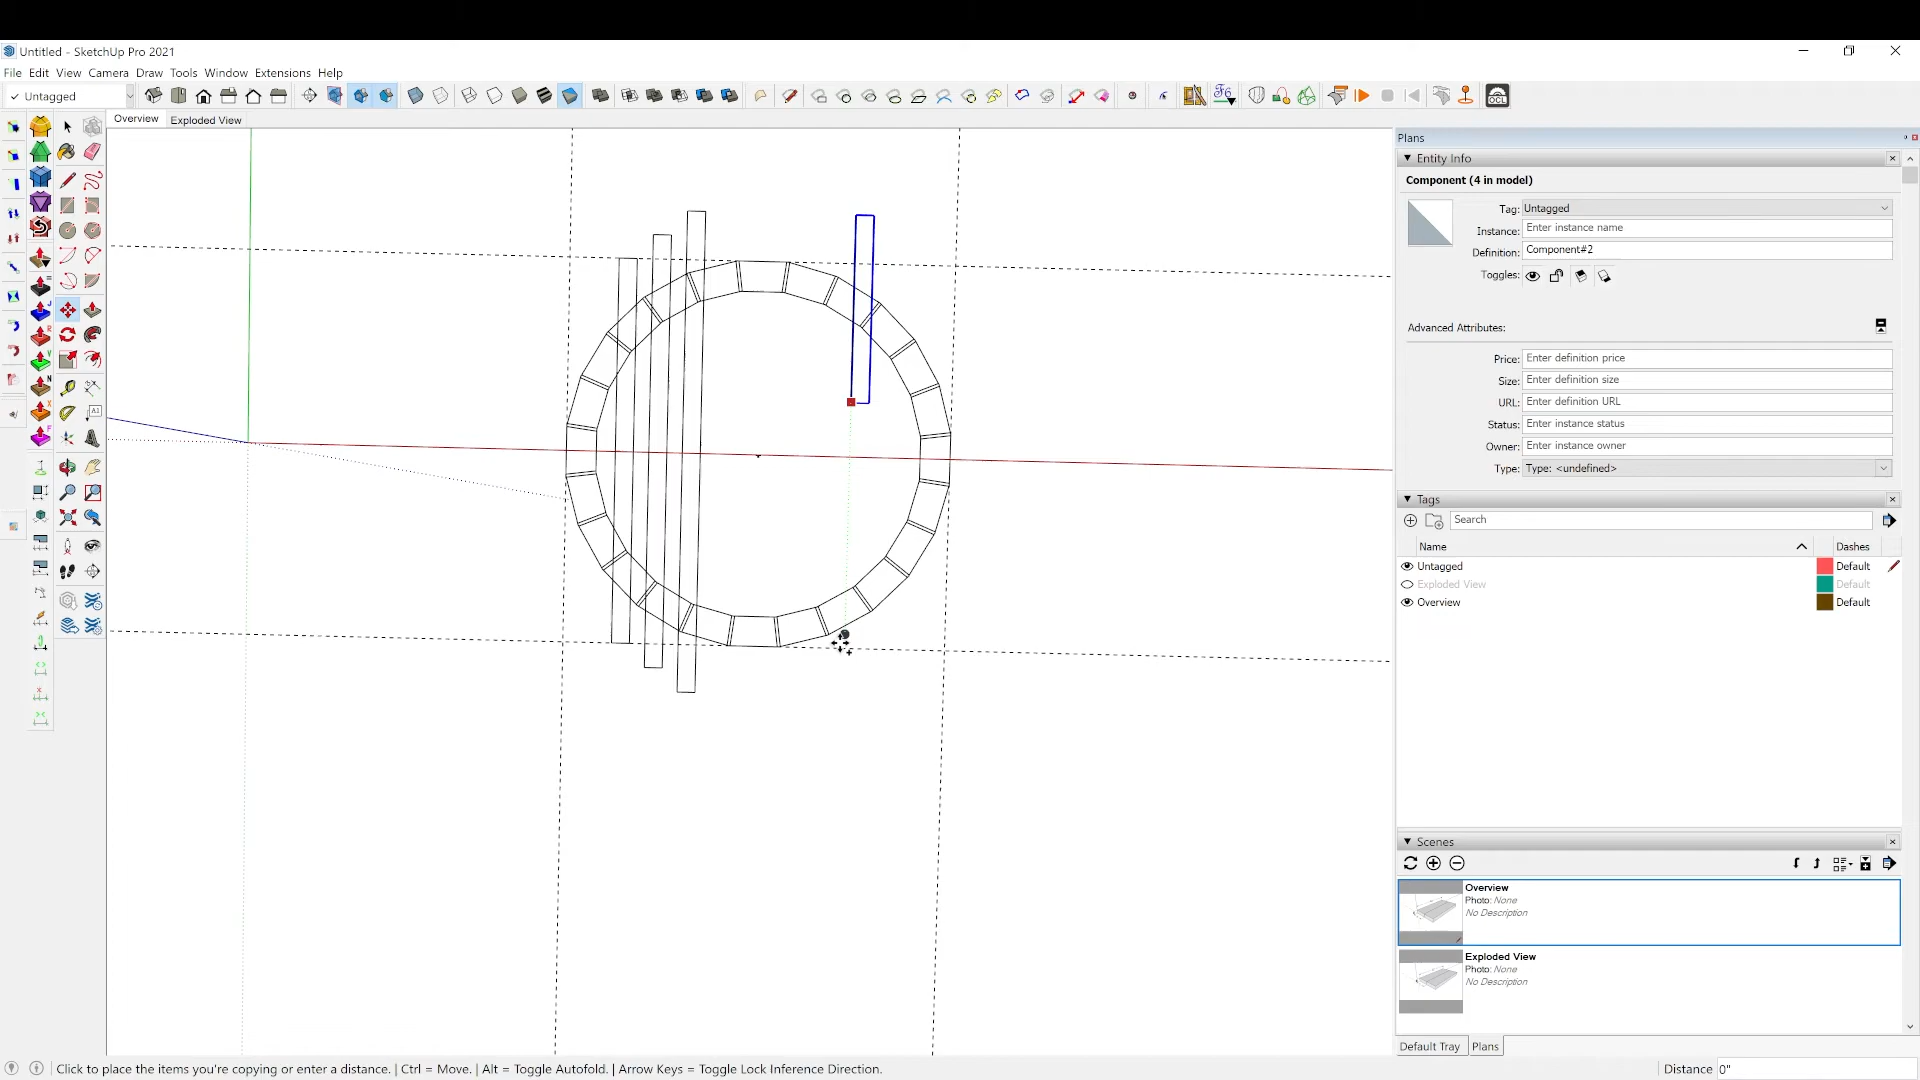 Untitled - SketchUp Pro 2021
File Edit View Camera Draw Tools Window Extensions Help
✓ Untagged
OCL
Overview Exploded View
Plans
Entity Info
Component (4 in model)
Tag: Untagged
Instance: Enter instance name
Definition: Component#2
Toggles:
Advanced Attributes:
Price: Enter definition price
Size: Enter definition size
URL: Enter definition URL
Status: Enter definition status
Owner: Enter instance owner
Type: Type: <undefined>
Tags
Search
Name Dashes
Untagged Default
Exploded View Default
Overview Default
Scenes
Overview
Photo: None
No Description
Exploded View
Photo: None
No Description
Default Tray Plans
Click to place the items you're copying or enter a distance. | Ctrl = Move. | Alt = Toggle Autofold. | Arrow Keys = Toggle Lock Inference Direction.
Distance 0"